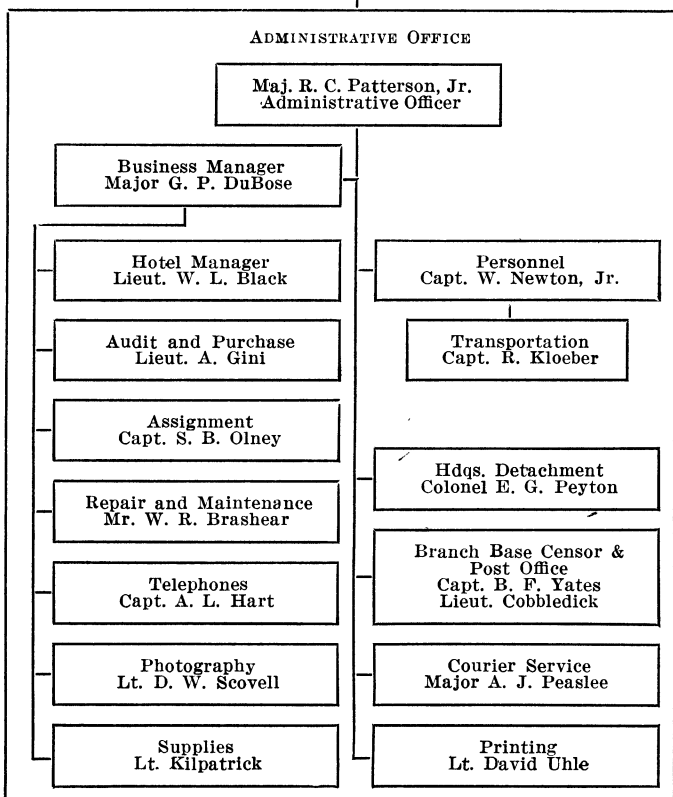 ADMINISTRATIVE OFFICE
Maj. R. C. Patterson, Jr.
Administrative Officer
Business Manager
Major G. P. DuBose
Hotel Manager
Lieut. W. L. Black
Audit and Purchase
Lieut. A. Gini
Assignment
Capt. S. B. Olney
Repair and Maintenance
Mr. W. R. Brashear
Telephones
Capt. A. L. Hart
Photography
Lt. D. W. Scovell
Supplies
Lt. Kilpatrick
Personnel
Capt. W. Newton, Jr.
Transportation
Capt. R. Kloeber
Hdqs. Detachment
Colonel E. G. Peyton
Branch Base Censor &
Post Office
Capt. B. F. Yates
Lieut. Cobbledick
Courier Service
Major A. J. Peaslee
Printing
Lt. David Uhle